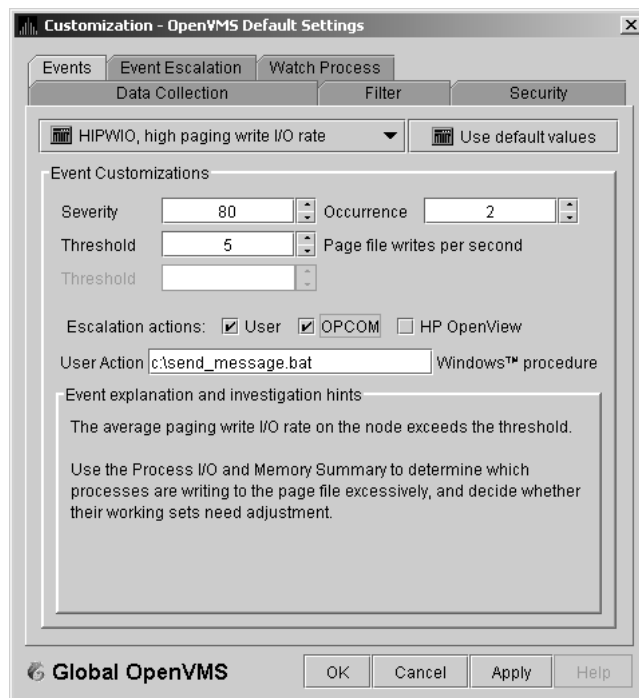 Customization - OpenVMS Default Settings
Events Event Escalation Watch Process
Data Collection Filter Security
HIPWIO, high paging write I/O rate Use default values
Event Customizations
Severity 80 Occurrence 2
Threshold 5 Page file writes per second
Threshold
Escalation actions: User OPCOM HP OpenView
User Action c:\send_message.bat Windows™ procedure
Event explanation and investigation hints
The average paging write I/O rate on the node exceeds the threshold.
Use the Process I/O and Memory Summary to determine which
processes are writing to the page file excessively, and decide whether
their working sets need adjustment.
Global OpenVMS OK Cancel Apply Help